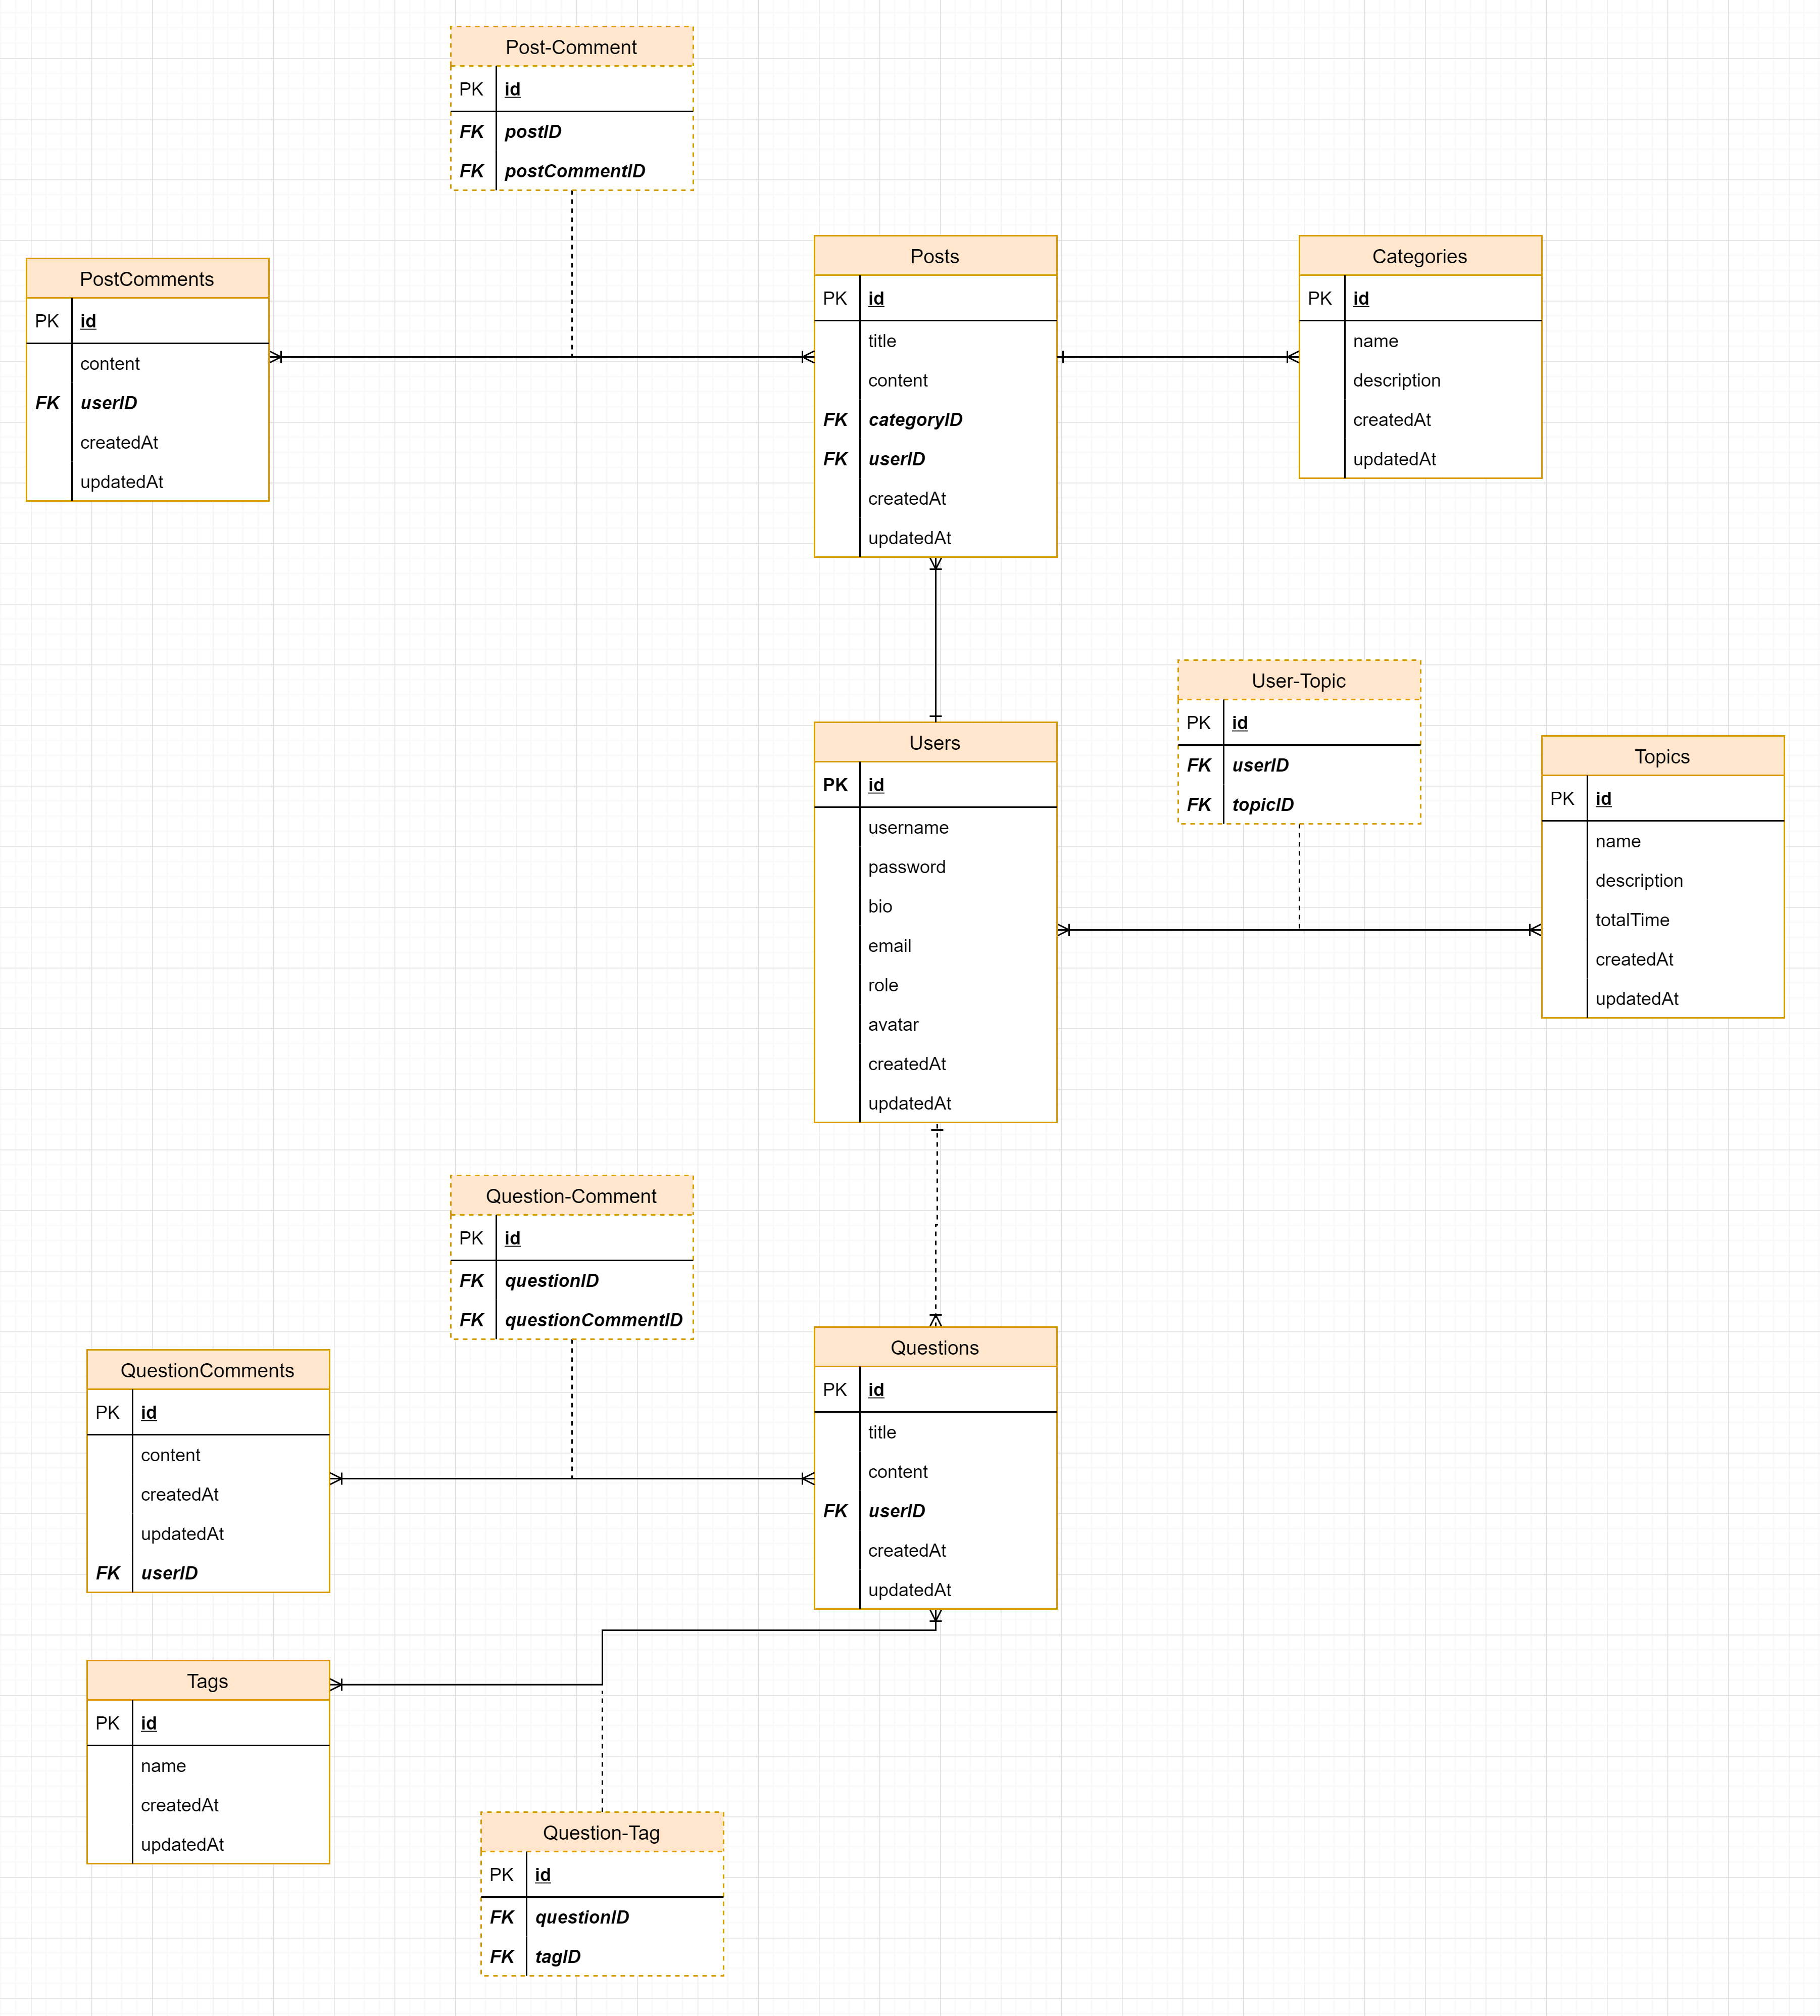 Post-Comment
PK id
FK postID
FK postCommentID
PostComments
PK id
content
FK userID
createdAt
updatedAt
Posts
PK id
title
content
FK categoryID
FK userID
createdAt
updatedAt
Categories
PK id
name
description
createdAt
updatedAt
User-Topic
PK id
FK userID
FK topicID
Users
PK id
username
password
bio
email
role
avatar
createdAt
updatedAt
Topics
PK id
name
description
totalTime
createdAt
updatedAt
Question-Comment
PK id
FK questionID
FK questionCommentID
QuestionComments
PK id
content
createdAt
updatedAt
FK userID
Questions
PK id
title
content
FK userID
createdAt
updatedAt
Tags
PK id
name
createdAt
updatedAt
Question-Tag
PK id
FK questionID
FK tagID